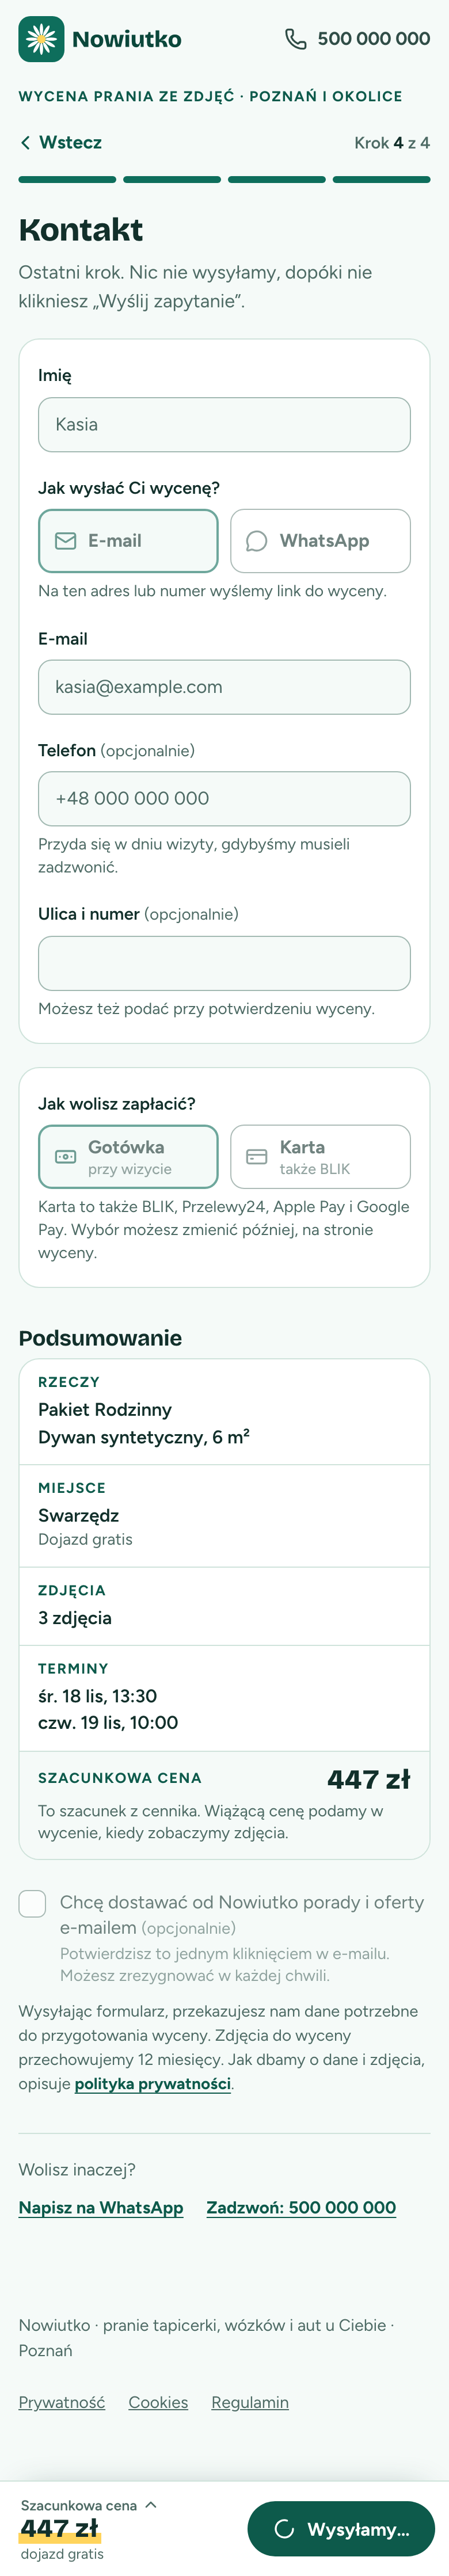 Nowiutko
500 000 000
WYCENA PRANIA ZE ZDJĘĆ · POZNAŃ I OKOLICE
Wstecz
Krok 4 z 4
Kontakt
Ostatni krok. Nic nie wysyłamy, dopóki nie
klikniesz „Wyślij zapytanie”.
Imię
Kasia
Jak wysłać Ci wycenę?
E-mail
WhatsApp
Na ten adres lub numer wyślemy link do wyceny.
E-mail
kasia@example.com
Telefon (opcjonalnie)
+48 000 000 000
Przyda się w dniu wizyty, gdybyśmy musieli
zadzwonić.
Ulica i numer (opcjonalnie)
Możesz też podać przy potwierdzeniu wyceny.
Jak wolisz zapłacić?
Gotówka
przy wizycie
Karta
także BLIK
Karta to także BLIK, Przelewy24, Apple Pay i Google
Pay. Wybór możesz zmienić później, na stronie
wyceny.
Podsumowanie
RZECZY
Pakiet Rodzinny
Dywan syntetyczny, 6 m²
MIEJSCE
Swarzędz
Dojazd gratis
ZDJĘCIA
3 zdjęcia
TERMINY
śr. 18 lis, 13:30
czw. 19 lis, 10:00
SZACUNKOWA CENA
447 zł
To szacunek z cennika. Wiążącą cenę podamy w
wycenie, kiedy zobaczymy zdjęcia.
Chcę dostawać od Nowiutko porady i oferty
e-mailem (opcjonalnie)
Potwierdzisz to jednym kliknięciem w e-mailu.
Możesz zrezygnować w każdej chwili.
Wysyłając formularz, przekazujesz nam dane potrzebne
do przygotowania wyceny. Zdjęcia do wyceny
przechowujemy 12 miesięcy. Jak dbamy o dane i zdjęcia,
opisuje polityka prywatności.
Wolisz inaczej?
Napisz na WhatsApp
Zadzwoń: 500 000 000
Nowiutko · pranie tapicerki, wózków i aut u Ciebie ·
Poznań
Prywatność
Cookies
Regulamin
Szacunkowa cena
447 zł
dojazd gratis
Wysyłamy…